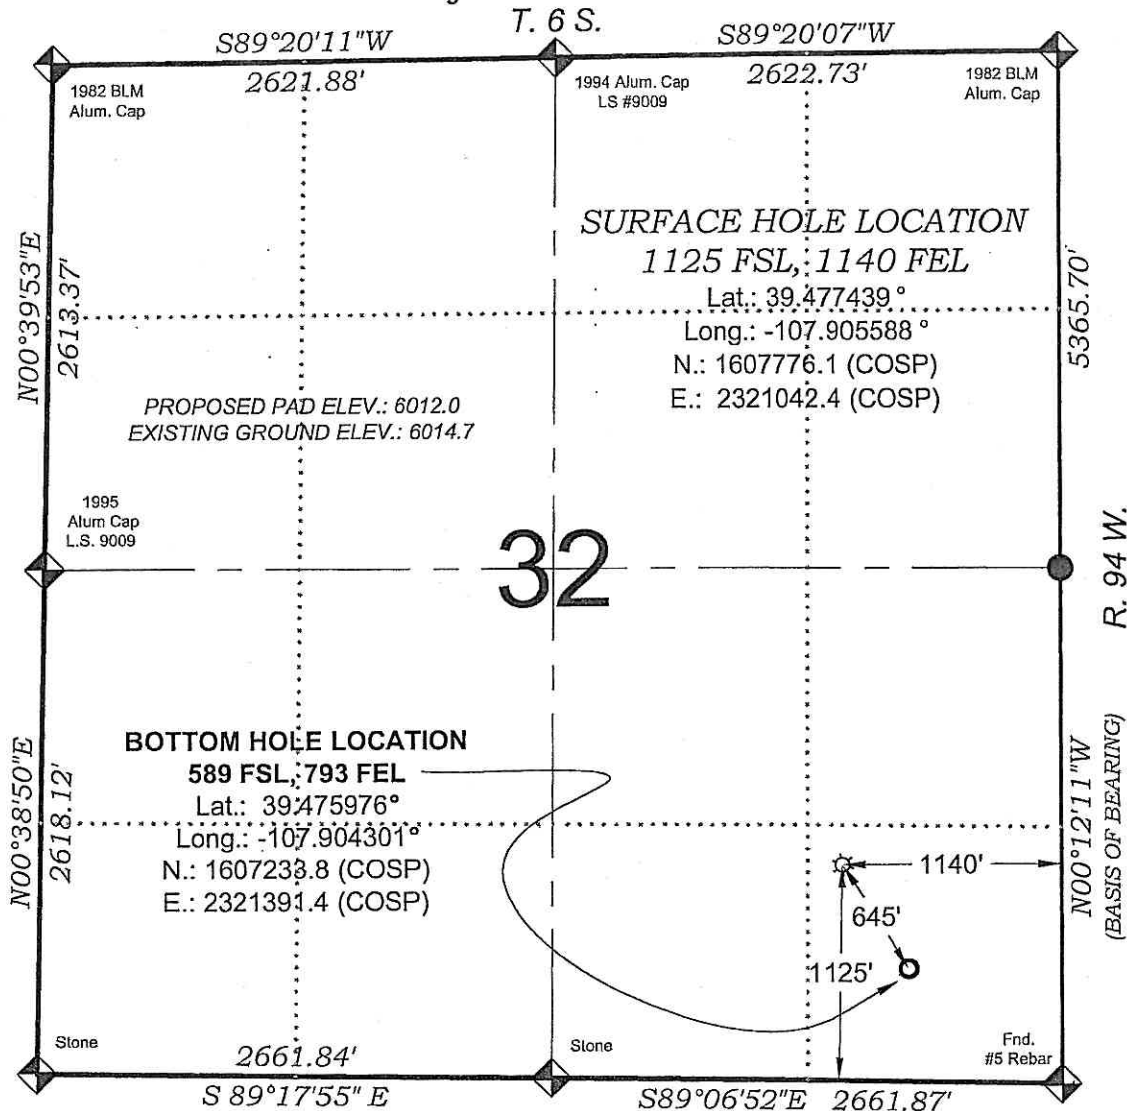 T. 6 S.
S89°20'11"W
2621.88'
S89°20'07"W
2622.73'
1982 BLM
Alum. Cap
1994 Alum. Cap
LS #9009
1982 BLM
Alum. Cap
SURFACE HOLE LOCATION
1125 FSL, 1140 FEL
Lat.: 39.477439°
Long.: -107.905588°
N.: 1607776.1 (COSP)
E.: 2321042.4 (COSP)
N00°39'53"E
2613.37'
5365.70'
PROPOSED PAD ELEV.: 6012.0
EXISTING GROUND ELEV.: 6014.7
1995
Alum Cap
L.S. 9009
32
R. 94 W.
BOTTOM HOLE LOCATION
589 FSL, 793 FEL
Lat.: 39.475976°
Long.: -107.904301°
N.: 1607233.8 (COSP)
E.: 2321391.4 (COSP)
N00°38'50"E
2618.12'
N00°12'11"W
(BASIS OF BEARING)
1140'
645'
1125'
Stone
Stone
Fnd.
#5 Rebar
2661.84'
S 89°17'55" E
S89°06'52"E 2661.87'